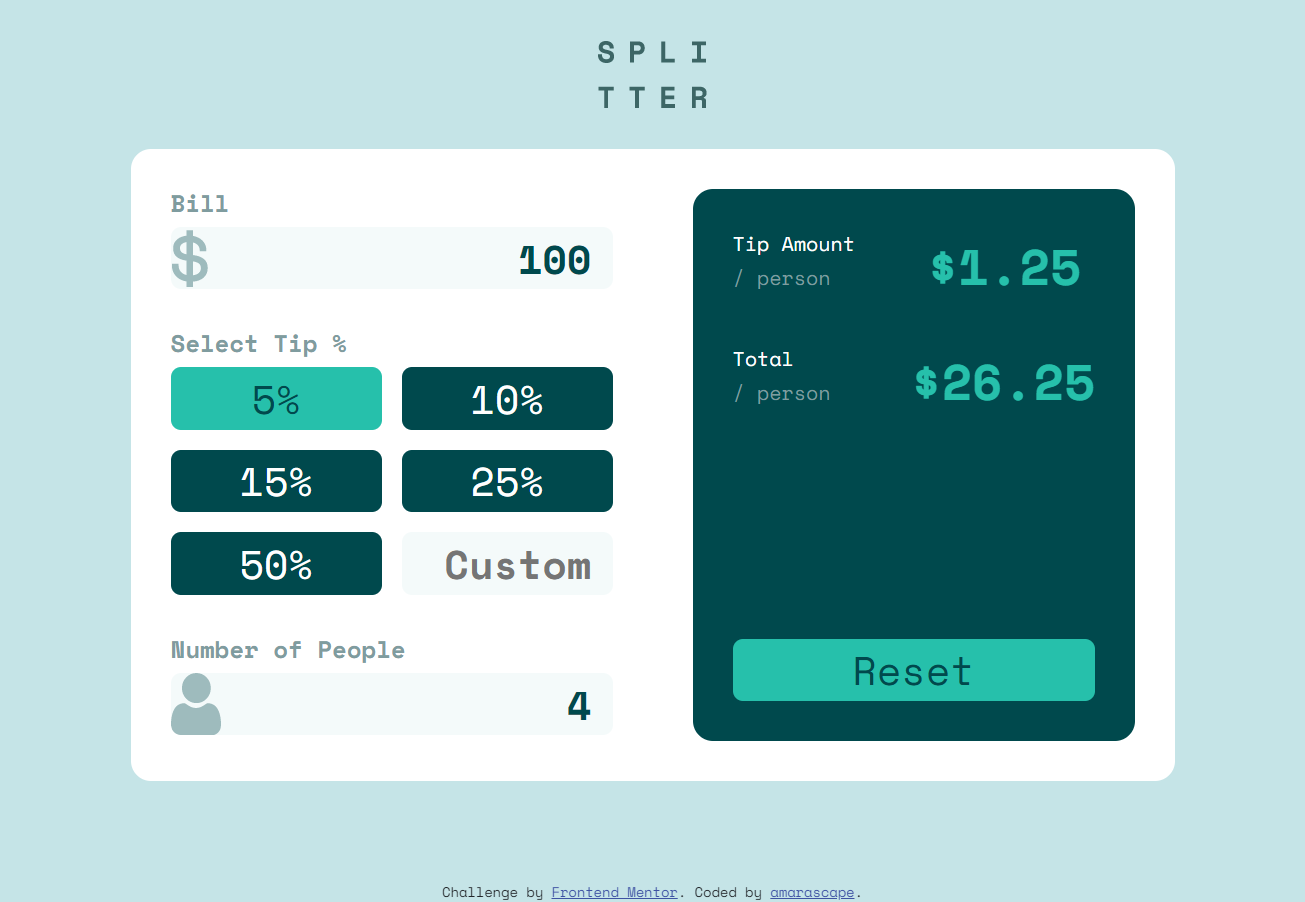 SPLI
TTER
Bill
$ 100
Select Tip %
5% 10%
15% 25%
50% Custom
Number of People
4
Tip Amount
/ person
$1.25
Total
/ person
$26.25
Reset
Challenge by Frontend Mentor. Coded by amarascape.